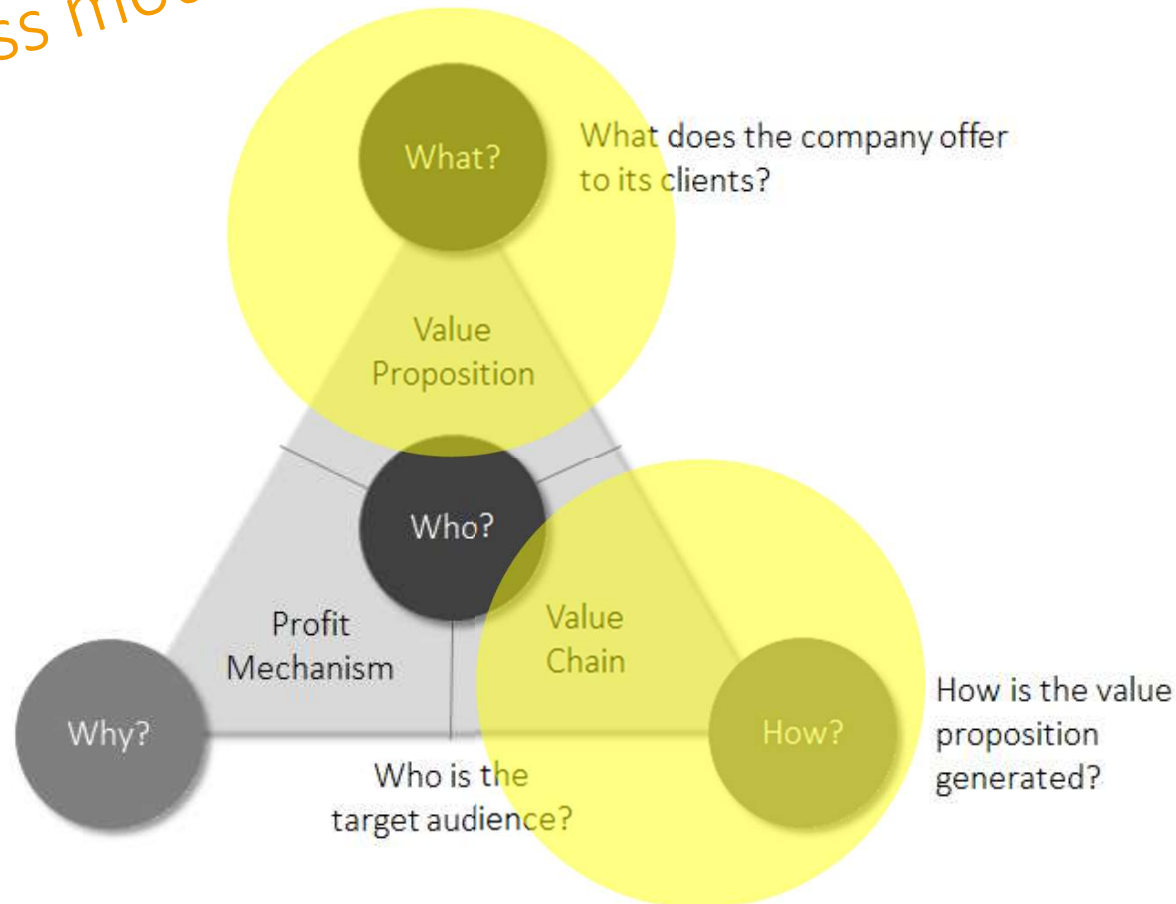 What?
What does the company offer
to its clients?
Value
Proposition
Who?
Profit
Mechanism
Value
Chain
Why?
How?
How is the value
proposition
generated?
Who is the
target audience?